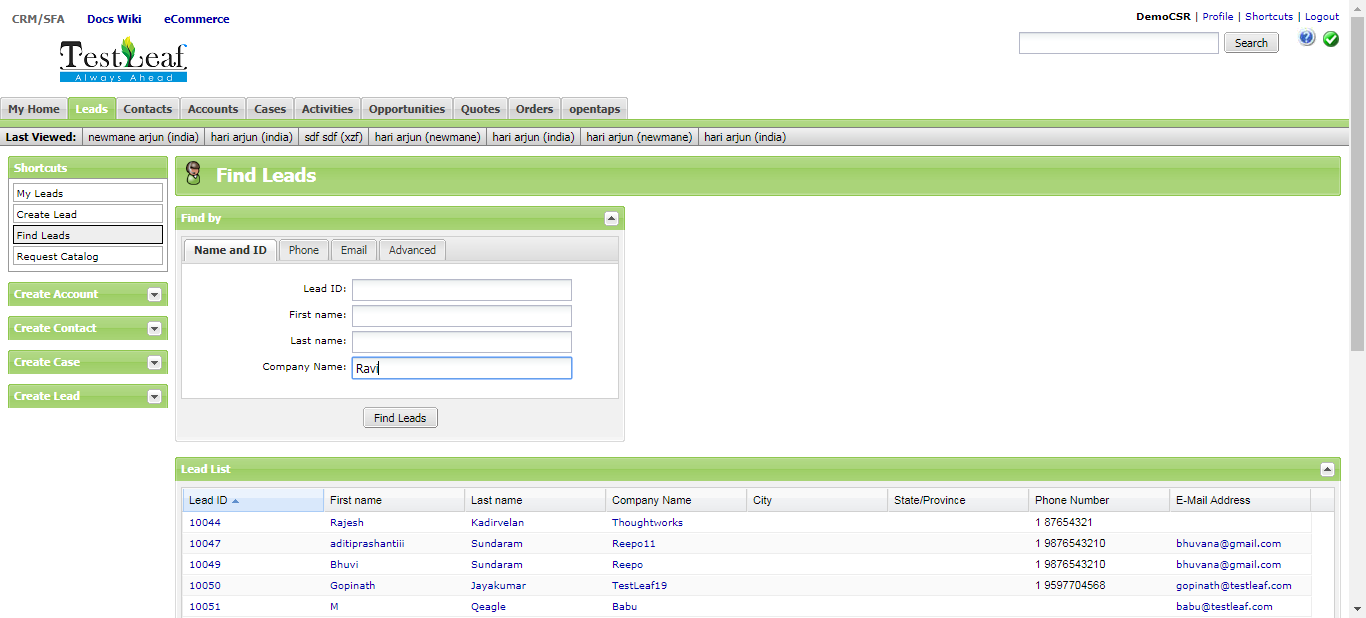 CRM/SFA Docs Wiki eCommerce
DemoCSR | Profile | Shortcuts | Logout
TestLeaf
Always Ahead
Search
My Home Leads Contacts Accounts Cases Activities Opportunities Quotes Orders opentaps
Last Viewed: newmane arjun (india) hari arjun (india) sdf sdf (xzf) hari arjun (newmane) hari arjun (india) hari arjun (newmane) hari arjun (india)
Shortcuts
My Leads
Create Lead
Find Leads
Request Catalog
Create Account
Create Contact
Create Case
Create Lead
Find Leads
Find by
Name and ID Phone Email Advanced
Lead ID:
First name:
Last name:
Company Name: Ravi
Find Leads
Lead List
Lead ID First name Last name Company Name City State/Province Phone Number E-Mail Address
10044 Rajesh Kadirvelan Thoughtworks 1 87654321
10047 aditiprashantiii Sundaram Reepo11 1 9876543210 bhuvana@gmail.com
10049 Bhuvi Sundaram Reepo 1 9876543210 bhuvana@gmail.com
10050 Gopinath Jayakumar TestLeaf19 1 9597704568 gopinath@testleaf.com
10051 M Qeagle Babu babu@testleaf.com